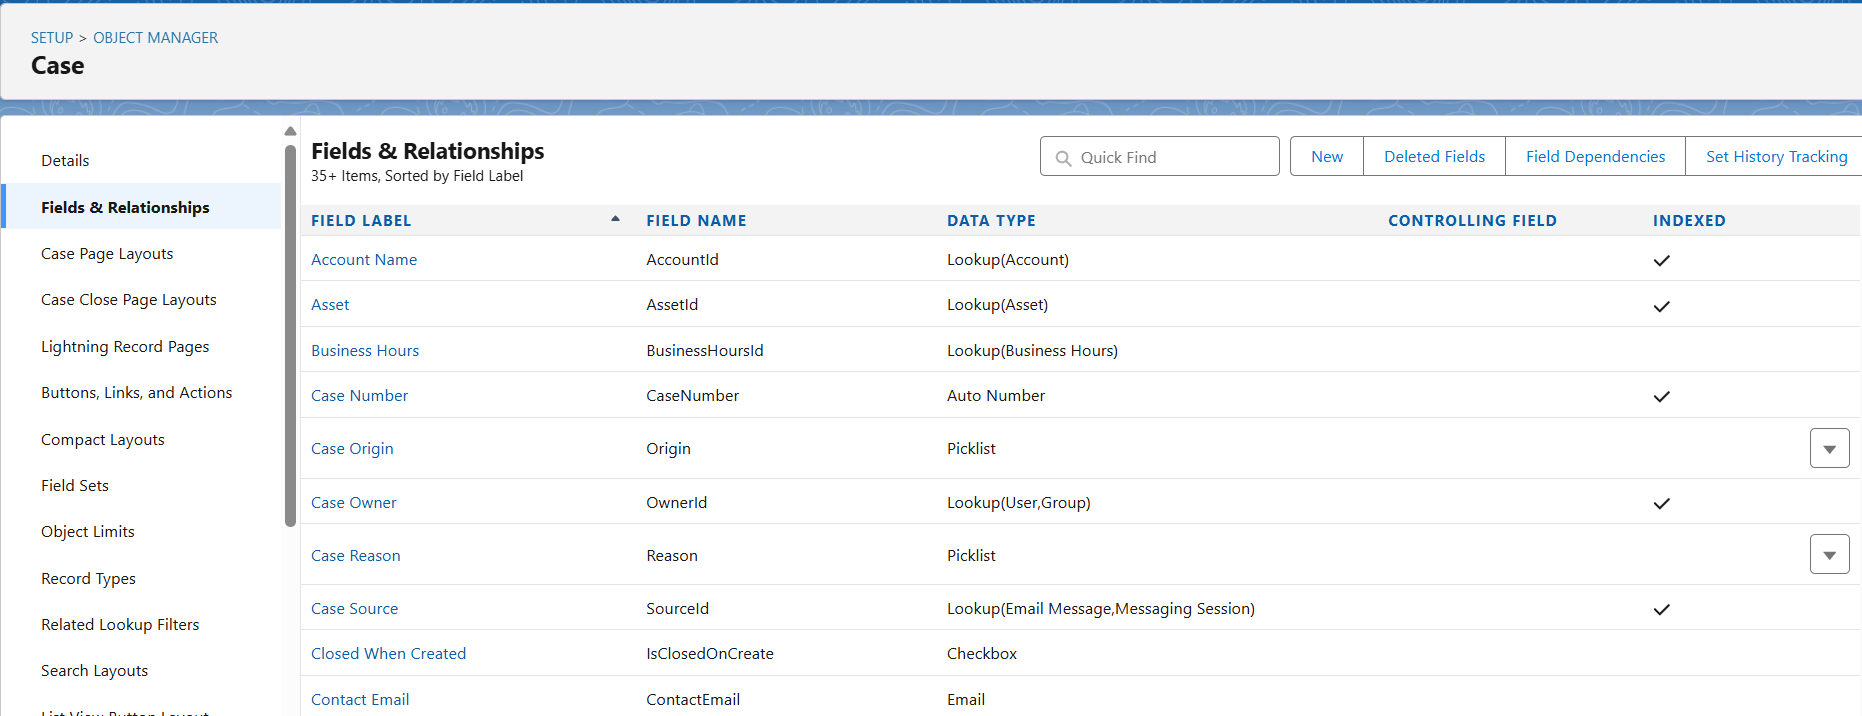 SETUP > OBJECT MANAGER
Case
Details
Fields & Relationships
Case Page Layouts
Case Close Page Layouts
Lightning Record Pages
Buttons, Links, and Actions
Compact Layouts
Field Sets
Object Limits
Record Types
Related Lookup Filters
Search Layouts
List View Button Layout
Fields & Relationships
35+ Items, Sorted by Field Label
Quick Find
New
Deleted Fields
Field Dependencies
Set History Tracking
FIELD LABEL FIELD NAME DATA TYPE CONTROLLING FIELD INDEXED
Account Name AccountId Lookup(Account)
Asset AssetId Lookup(Asset)
Business Hours BusinessHoursId Lookup(Business Hours)
Case Number CaseNumber Auto Number
Case Origin Origin Picklist
Case Owner OwnerId Lookup(User,Group)
Case Reason Reason Picklist
Case Source SourceId Lookup(Email Message,Messaging Session)
Closed When Created IsClosedOnCreate Checkbox
Contact Email ContactEmail Email